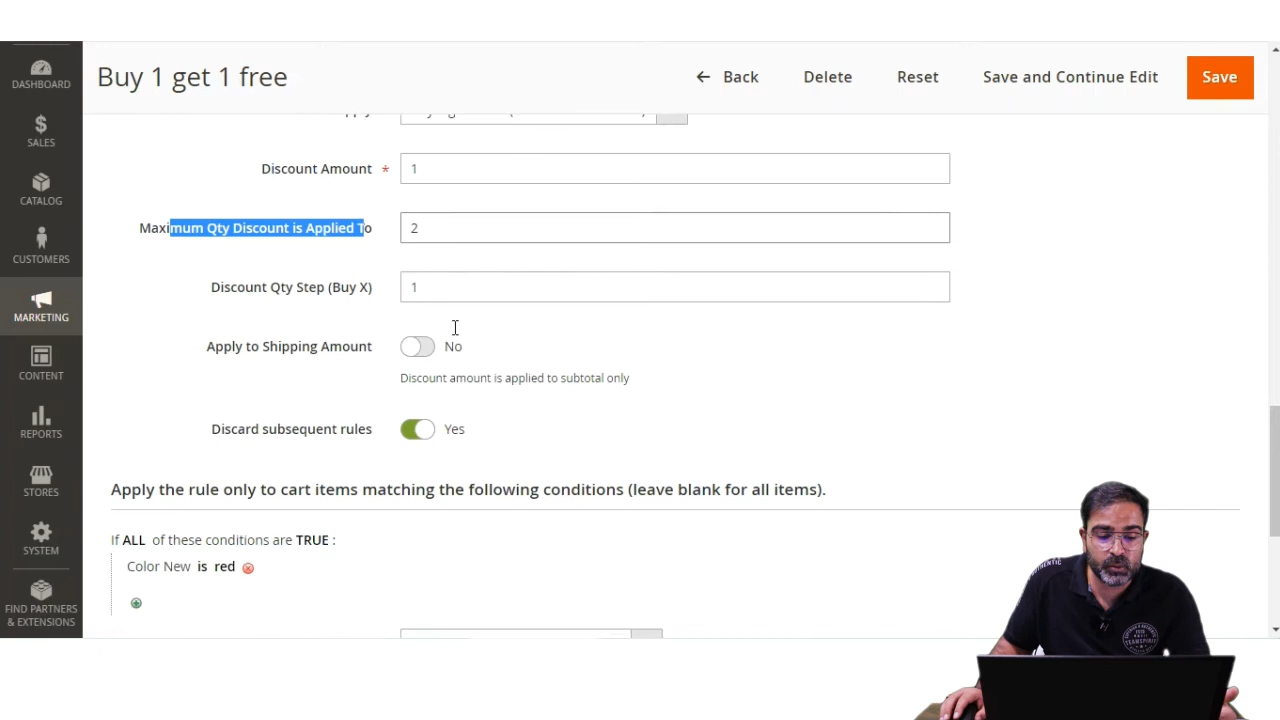 DASHBOARD
$
SALES
CATALOG
CUSTOMERS
MARKETING
CONTENT
REPORTS
STORES
SYSTEM
FIND PARTNERS
& EXTENSIONS
Buy 1 get 1 free
Back
Delete
Reset
Save and Continue Edit
Save
Discount Amount * 1
Maximum Qty Discount is Applied To 2
Discount Qty Step (Buy X) 1
Apply to Shipping Amount No
Discount amount is applied to subtotal only
Discard subsequent rules Yes
Apply the rule only to cart items matching the following conditions (leave blank for all items).
If ALL of these conditions are TRUE :
Color New is red
TEAMSPIRIT